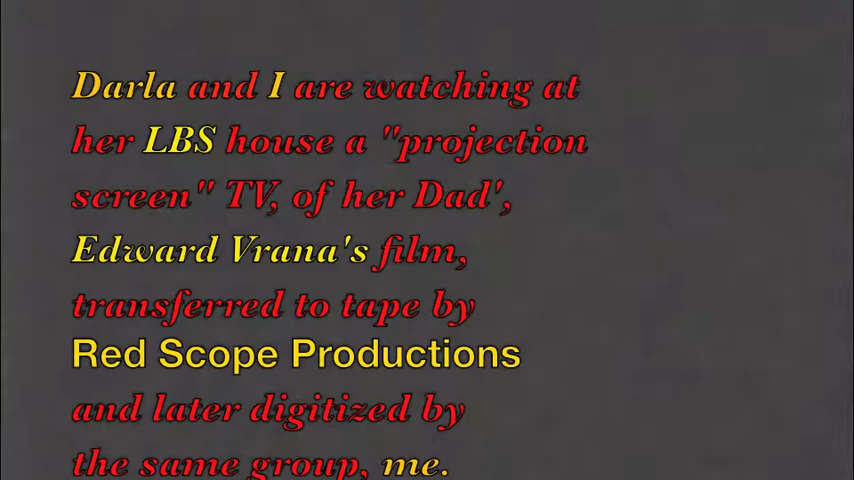 Darla and I are watching at
her LBS house a "projection
screen" TV, of her Dad',
Edward Vrana's film,
transferred to tape by
Red Scope Productions
and later digitized by
the same group, me.